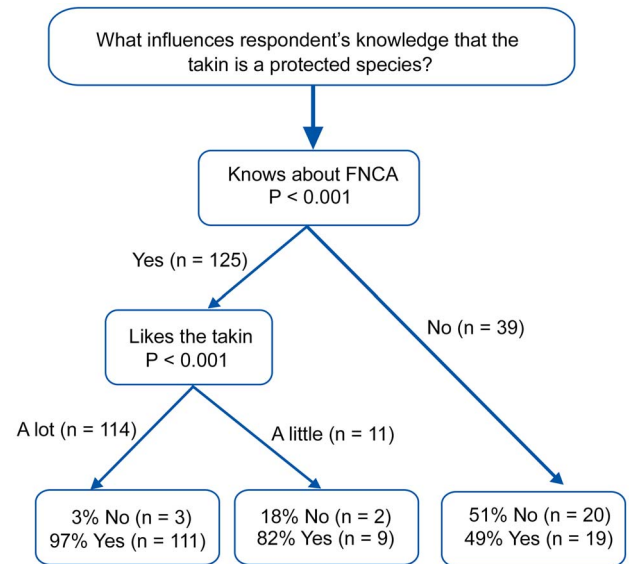 What influences respondent’s knowledge that the
takin is a protected species?
Knows about FNCA
P < 0.001
Yes (n = 125)
No (n = 39)
Likes the takin
P < 0.001
A lot (n = 114)
A little (n = 11)
3% No (n = 3)
97% Yes (n = 111)
18% No (n = 2)
82% Yes (n = 9)
51% No (n = 20)
49% Yes (n = 19)